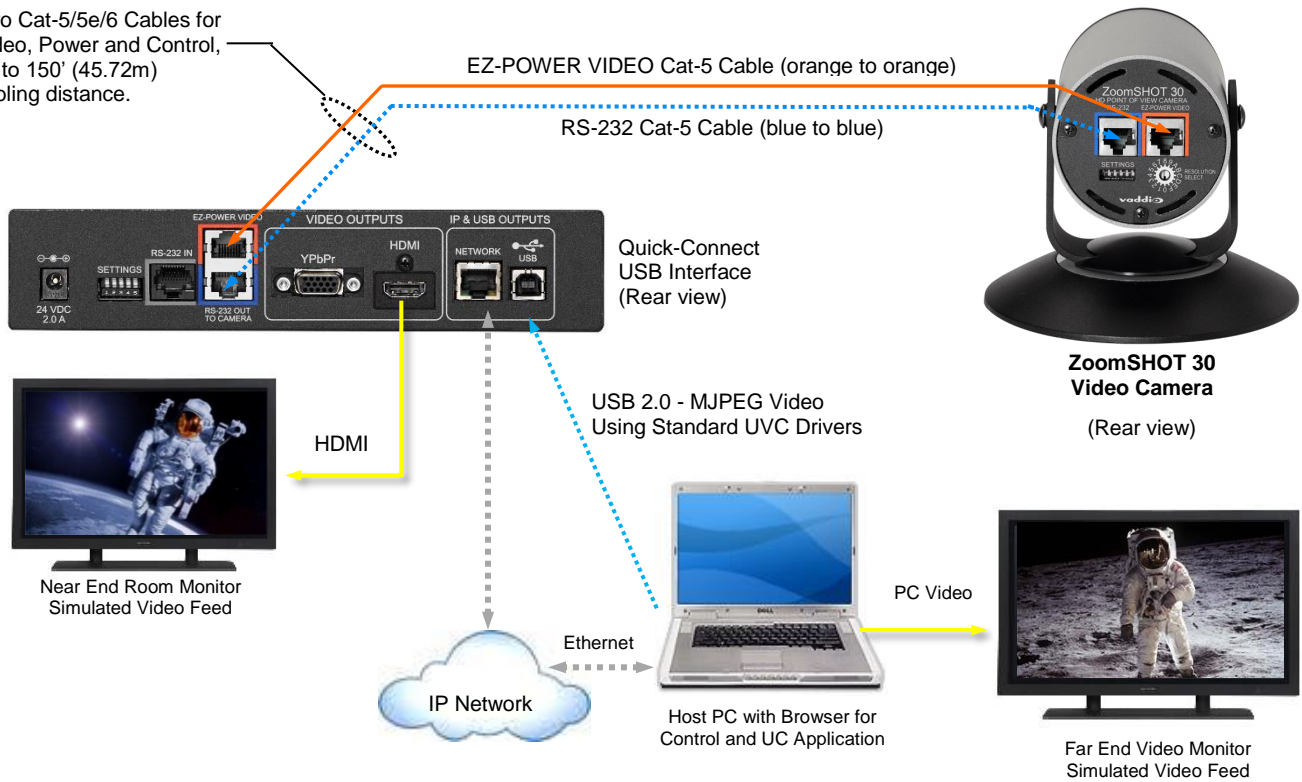 o Cat-5/5e/6 Cables for
leo, Power and Control,
to 150' (45.72m)
oling distance.
EZ-POWER VIDEO Cat-5 Cable (orange to orange)
RS-232 Cat-5 Cable (blue to blue)
ZoomSHOT 30
HD POINT OF VIEW CAMERA
RS-232 EZ-POWER VIDEO
SETTINGS
RESOLUTION
SELECT
vaddio
EZ-POWER VIDEO
VIDEO OUTPUTS
IP & USB OUTPUTS
RS-232 IN
SETTINGS
YPbPr
HDMI
NETWORK
USB
24 VDC
2.0 A
RS-232 OUT
TO CAMERA
Quick-Connect
USB Interface
(Rear view)
ZoomSHOT 30
Video Camera
(Rear view)
HDMI
USB 2.0 - MJPEG Video
Using Standard UVC Drivers
Near End Room Monitor
Simulated Video Feed
DELL
PC Video
Ethernet
IP Network
Host PC with Browser for
Control and UC Application
Far End Video Monitor
Simulated Video Feed